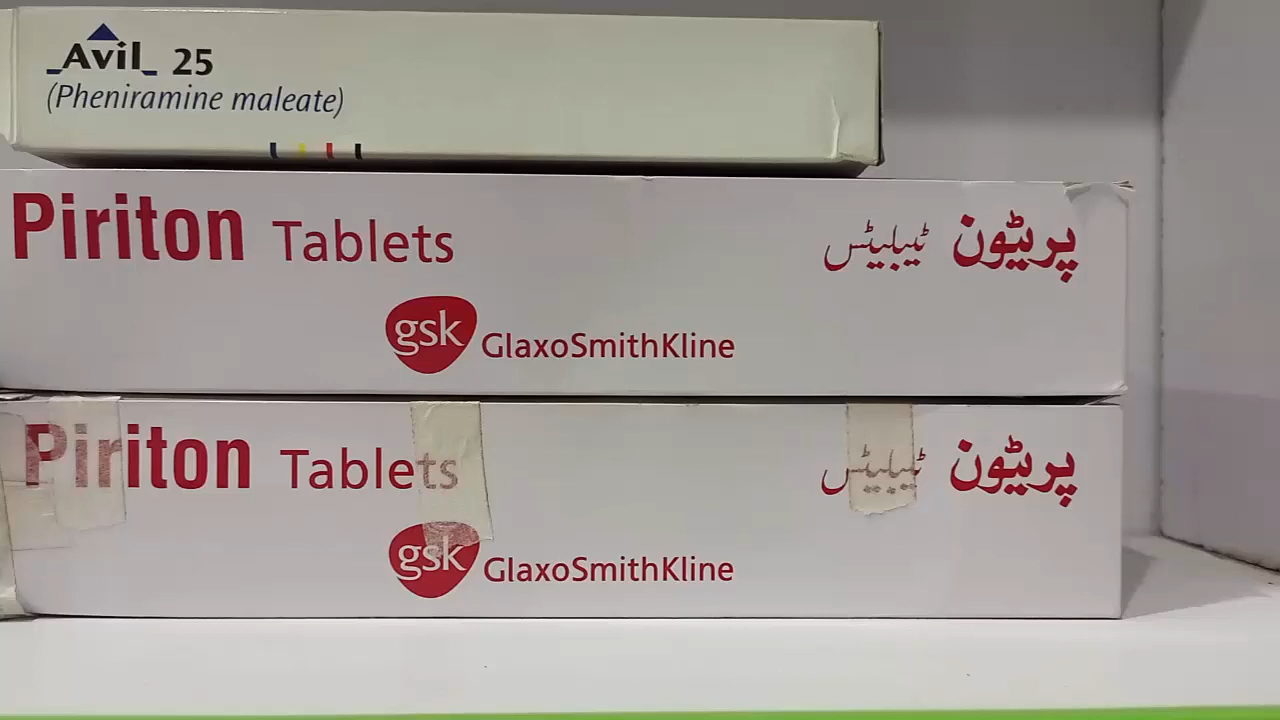 Avil 25
(Pheniramine maleate)
Piriton Tablets
پریٹون ٹیبلیٹس
gsk GlaxoSmithKline
Piriton Tablets
پریٹون ٹیبلیٹس
gsk GlaxoSmithKline